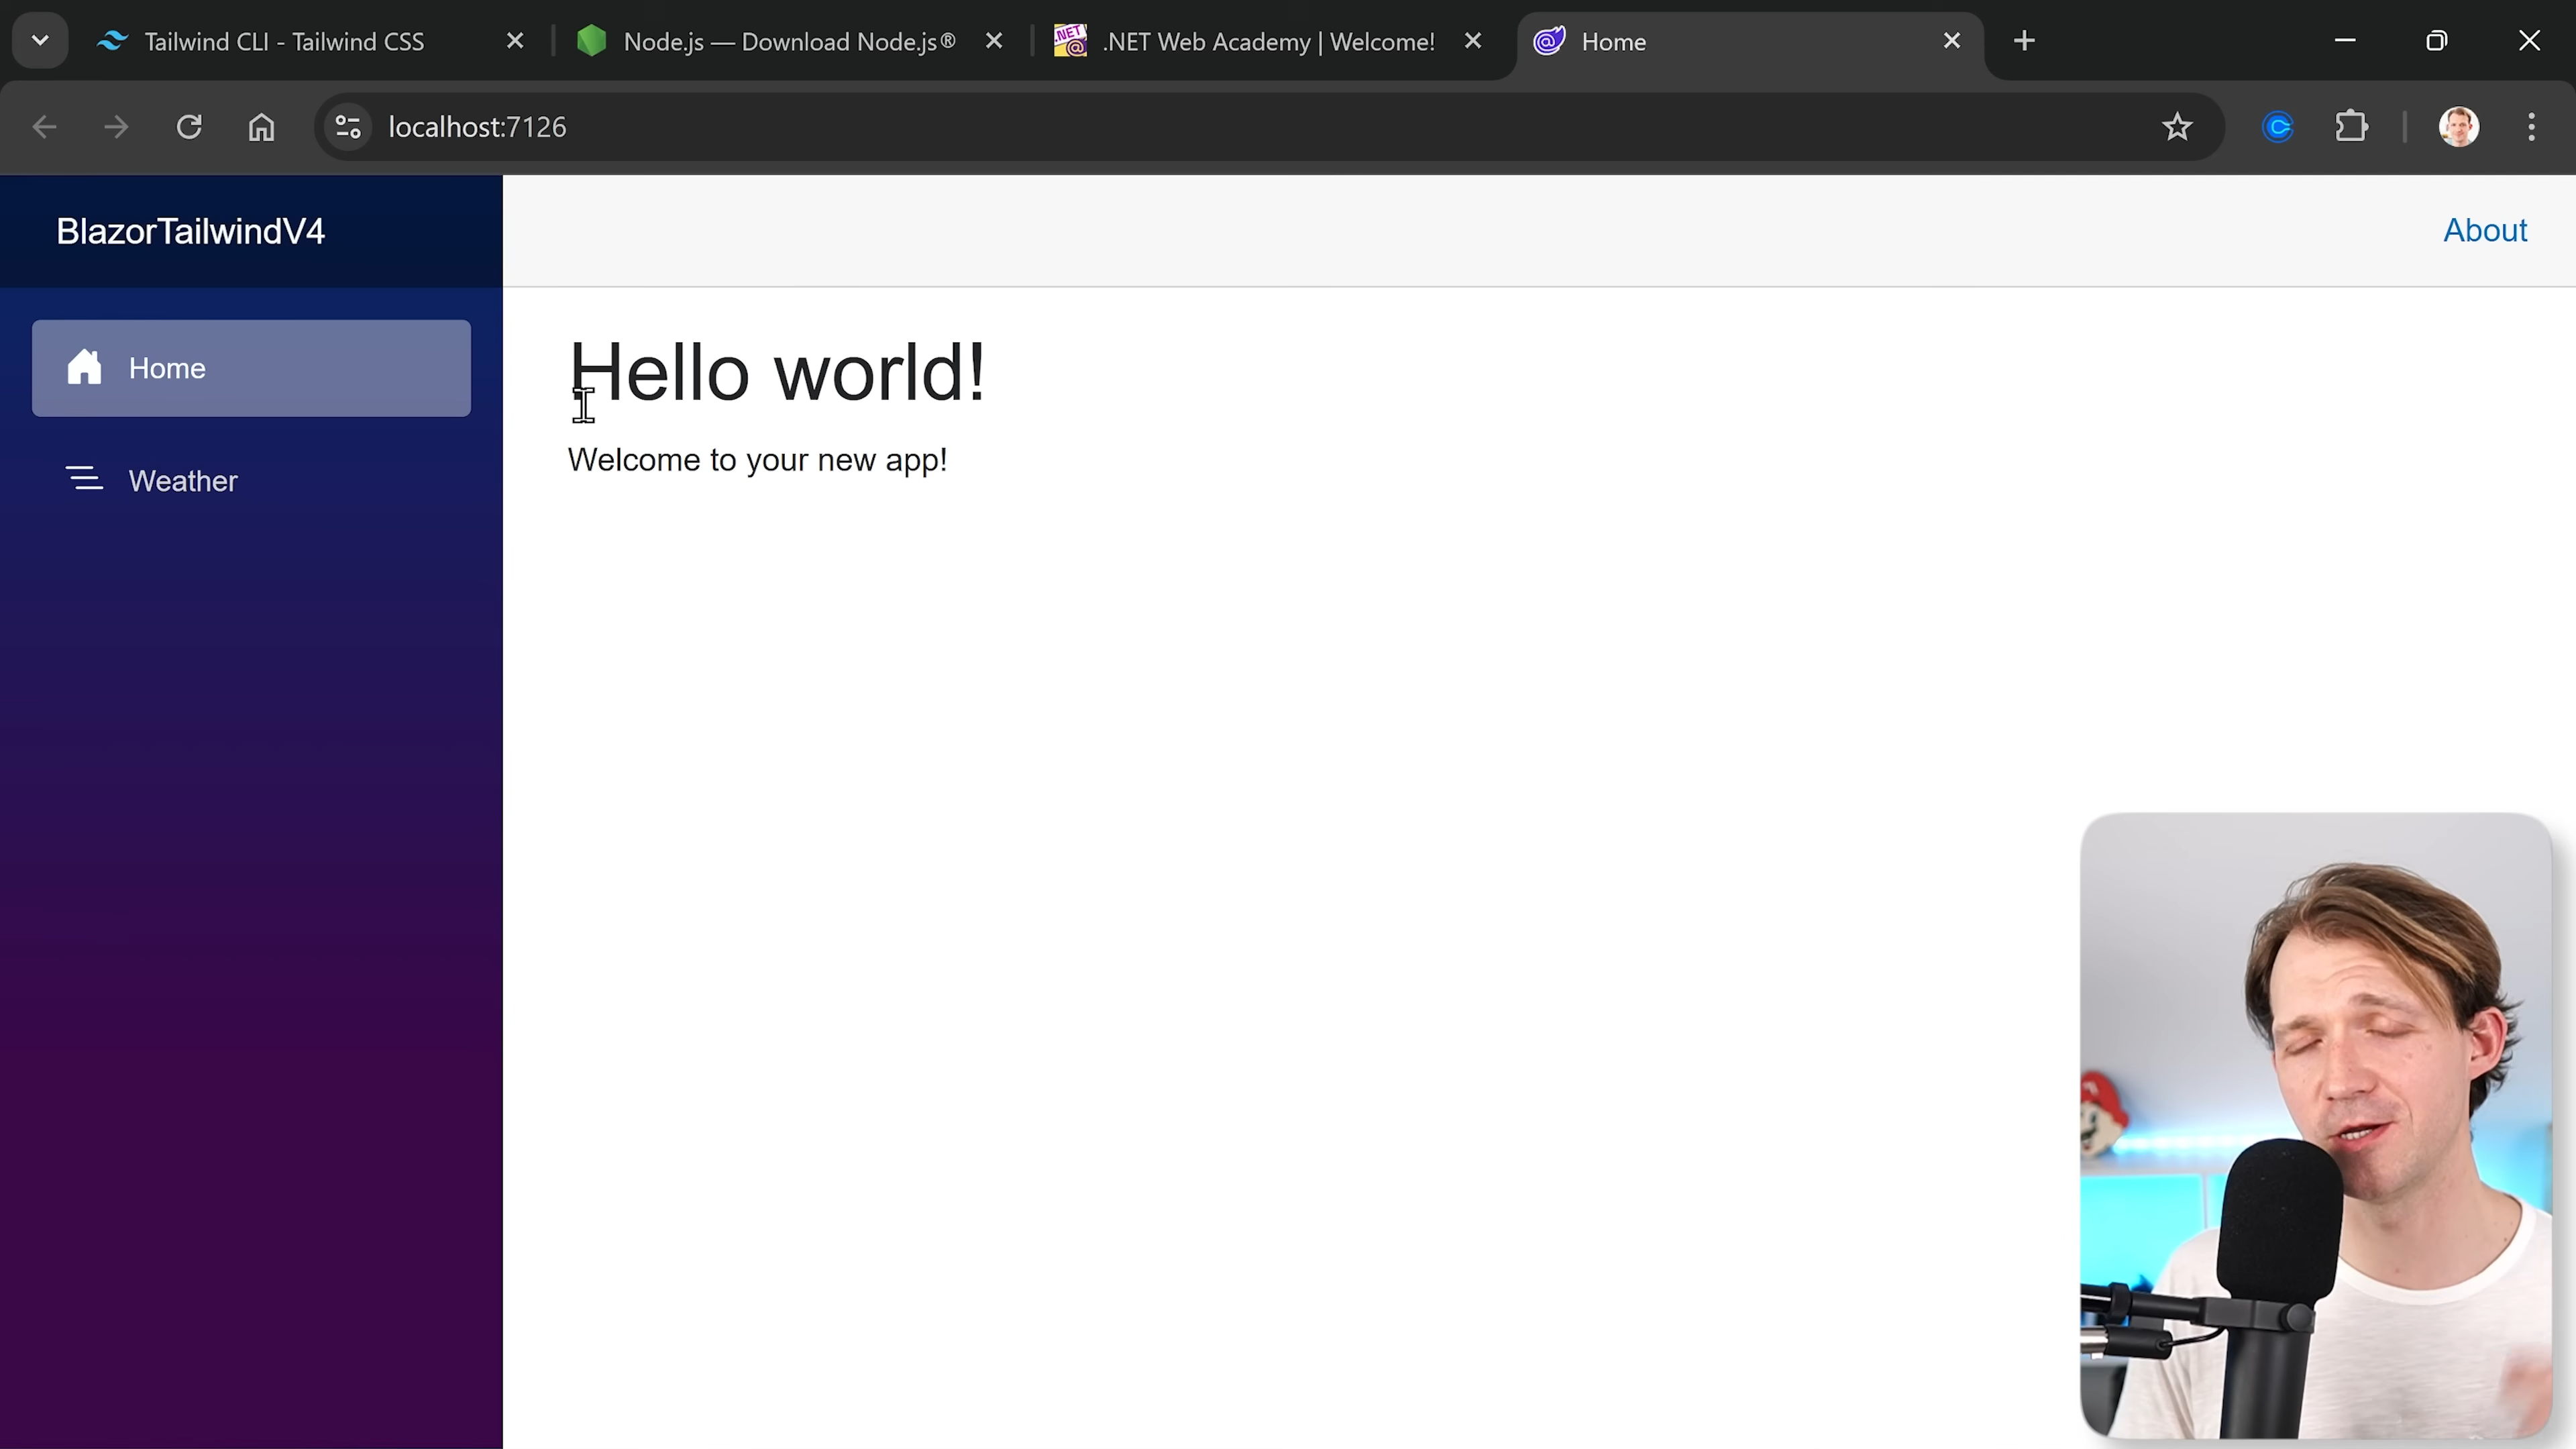 Tailwind CLI - Tailwind CSS
Node.js — Download Node.js®
.NET
@
.NET Web Academy | Welcome!
@
Home
localhost:7126
BlazorTailwindV4
About
Home
Weather
Hello world!
Welcome to your new app!